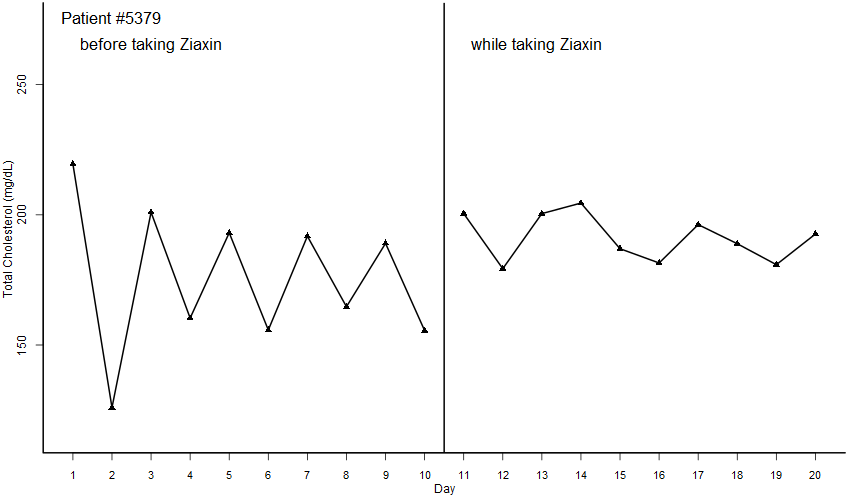 Patient #5379
before taking Ziaxin
while taking Ziaxin
Total Cholesterol (mg/dL)
250
200
150
1 2 3 4 5 6 7 8 9 10 11 12 13 14 15 16 17 18 19 20
Day